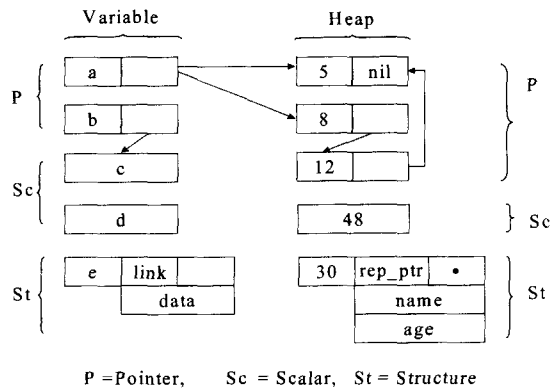 Variable Heap
a 5 nil
P P
b 8
c 12
Sc
d 48 Sc
e link 30 rep_ptr •
St data name St
age
P =Pointer, Sc = Scalar, St = Structure